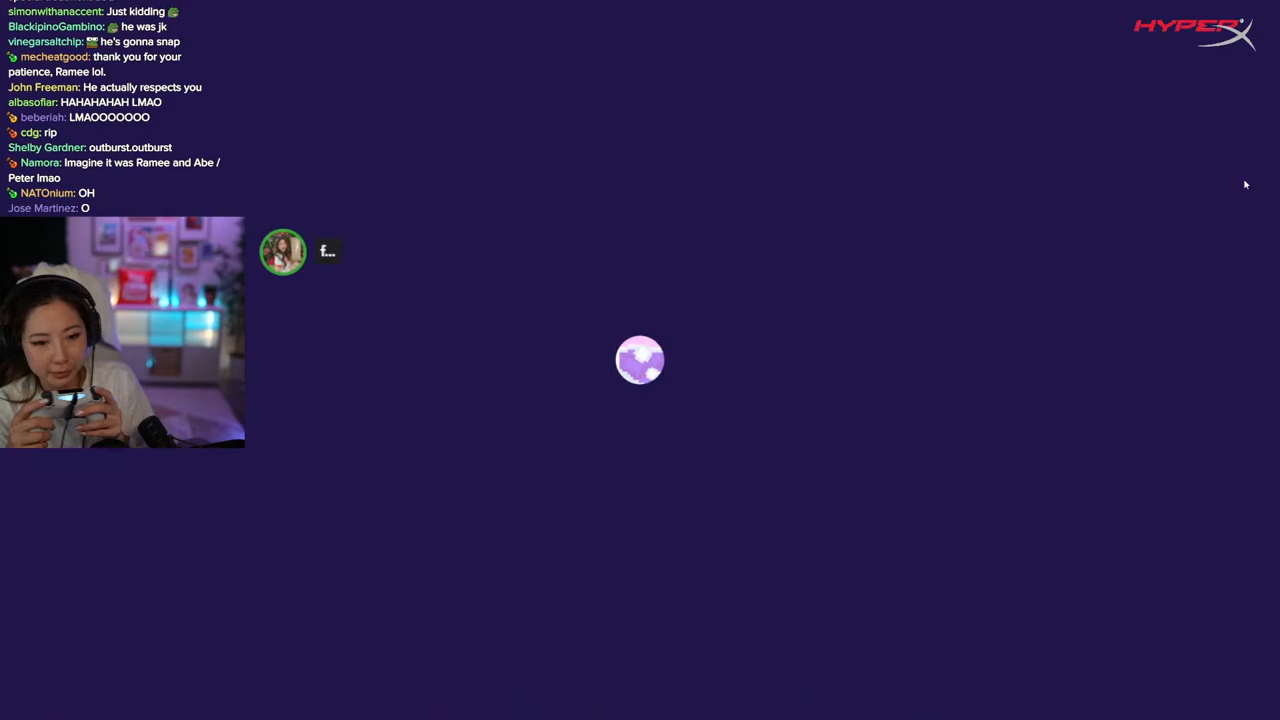 simonwithanaccent: Just kidding
BlackipinoGambino: he was jk
vinegarsaltchip: he's gonna snap
mecheatgood: thank you for your
patience, Ramee lol.
John Freeman: He actually respects you
albasofiar: HAHAHAHAH LMAO
beberiah: LMAOOOOOOO
cdg: rip
Shelby Gardner: outburst.outburst
Namora: Imagine it was Ramee and Abe /
Peter lmao
NATOnium: OH
Jose Martinez: O
f...
HYPERX